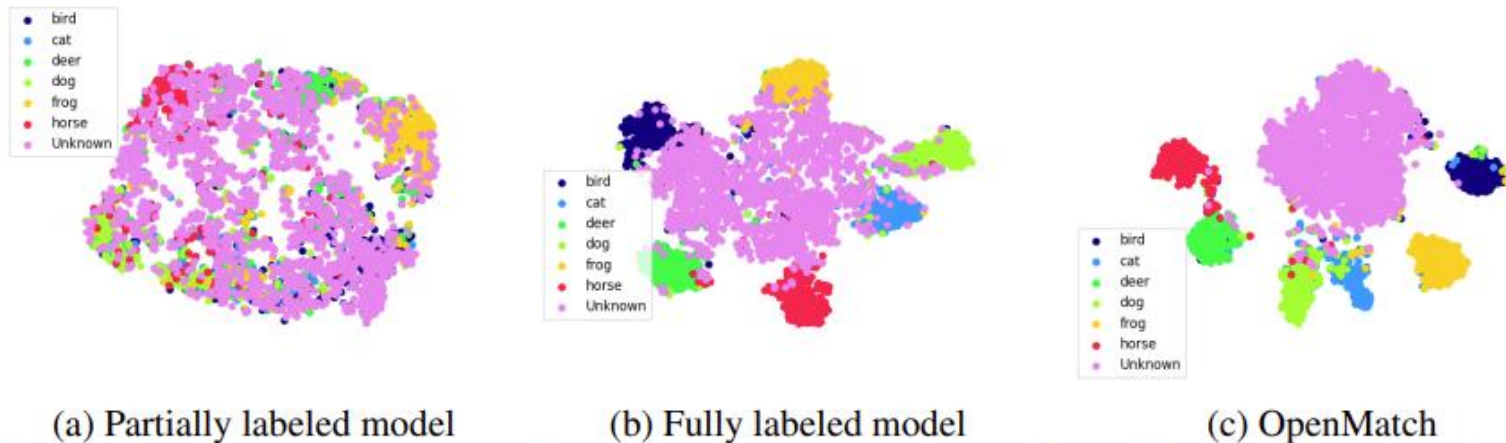 bird
cat
deer
dog
frog
horse
Unknown
bird
cat
deer
dog
frog
horse
Unknown
bird
cat
deer
dog
frog
horse
Unknown
(a) Partially labeled model
(b) Fully labeled model
(c) OpenMatch